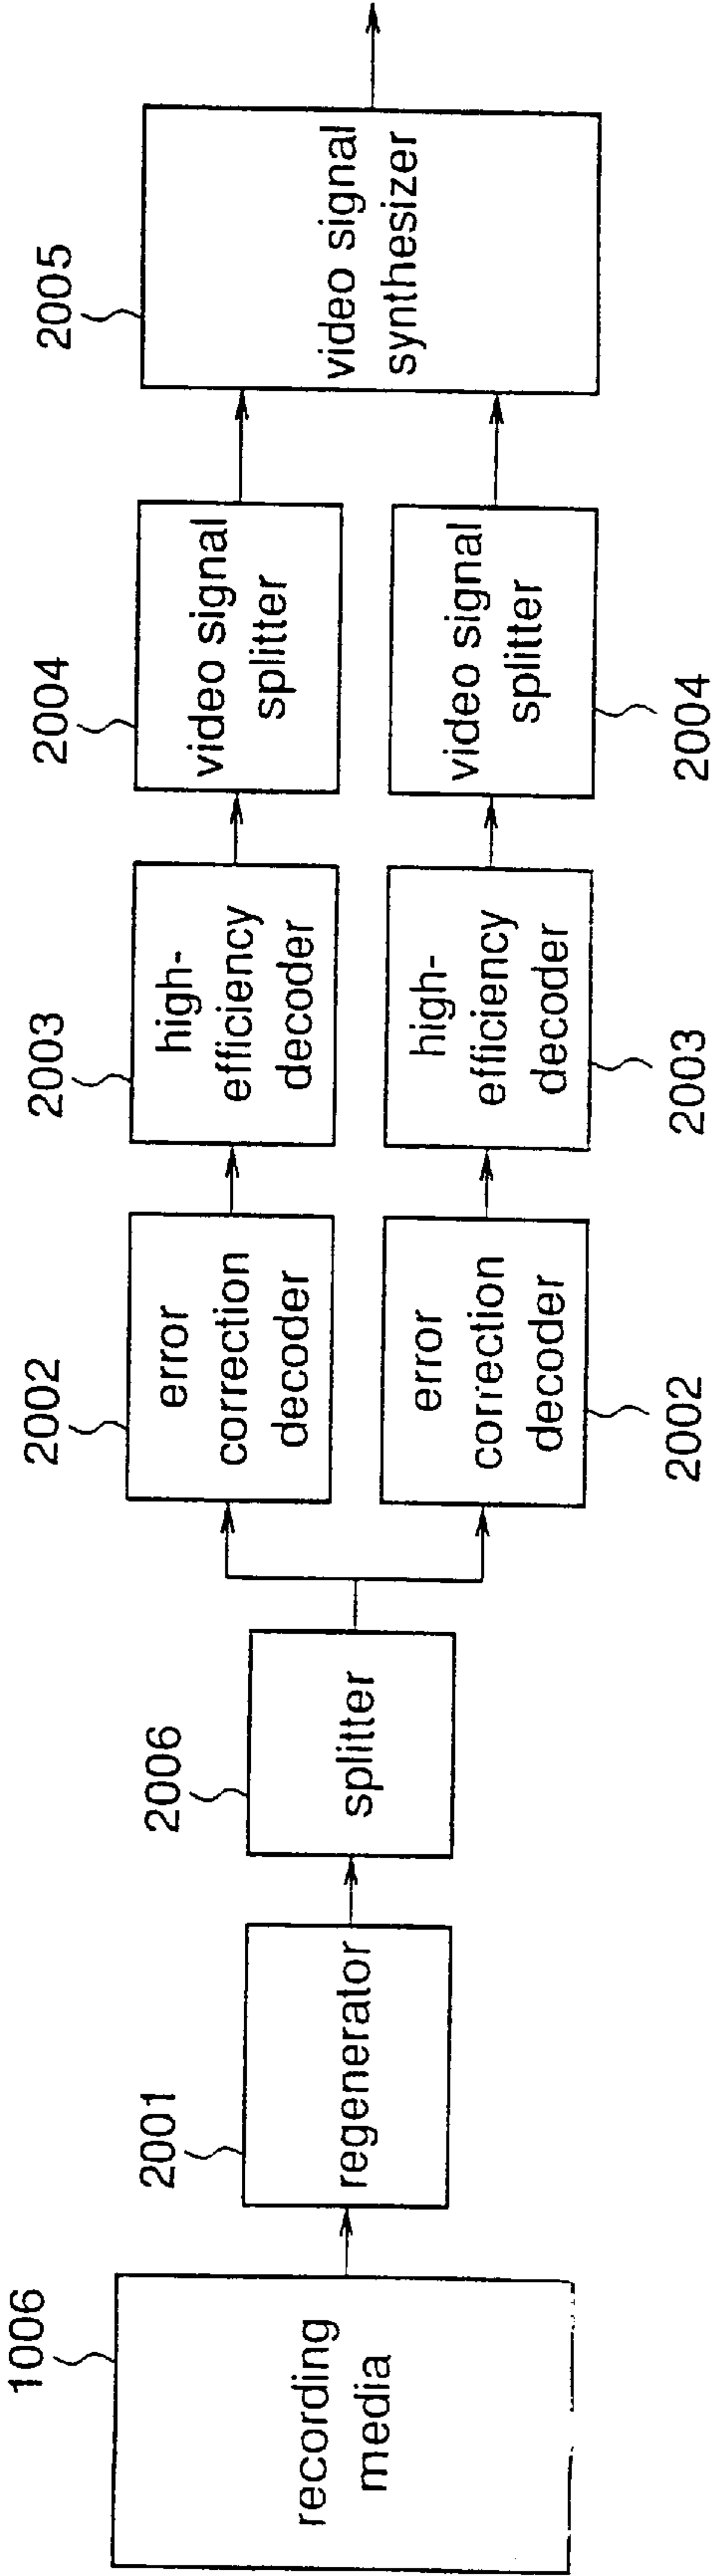 1006
recording
media
2001
regenerator
2006
splitter
2002
error
correction
decoder
2003
high-
efficiency
decoder
2004
video signal
splitter
error
correction
decoder
2002
high-
efficiency
decoder
2003
video signal
splitter
2004
2005
video signal
synthesizer